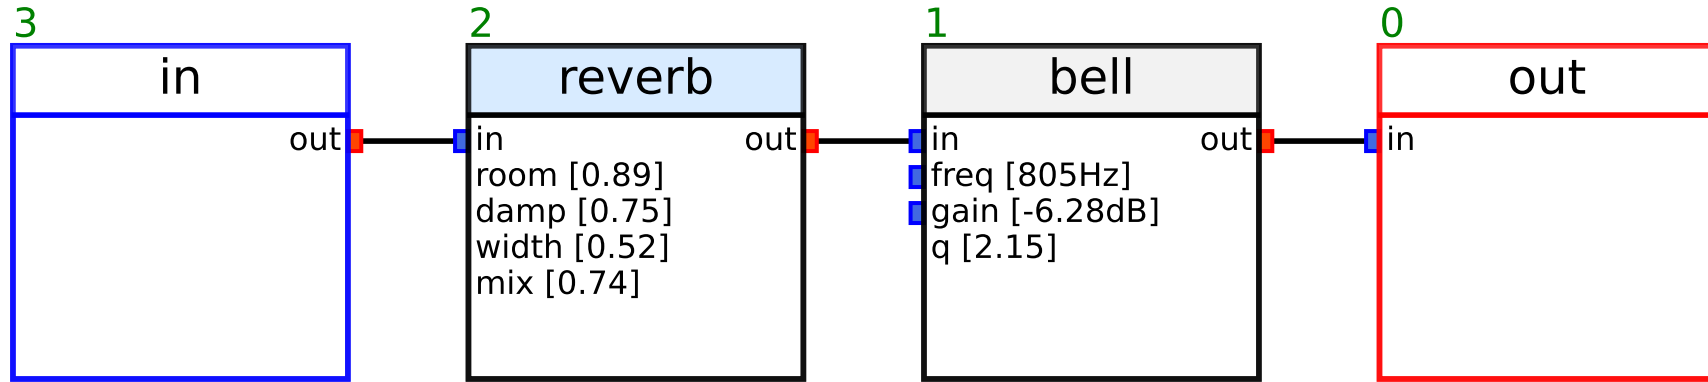 3
in
out
2
reverb
in
out
room [0.89]
damp [0.75]
width [0.52]
mix [0.74]
1
bell
in
out
freq [805Hz]
gain [-6.28dB]
q [2.15]
0
out
in